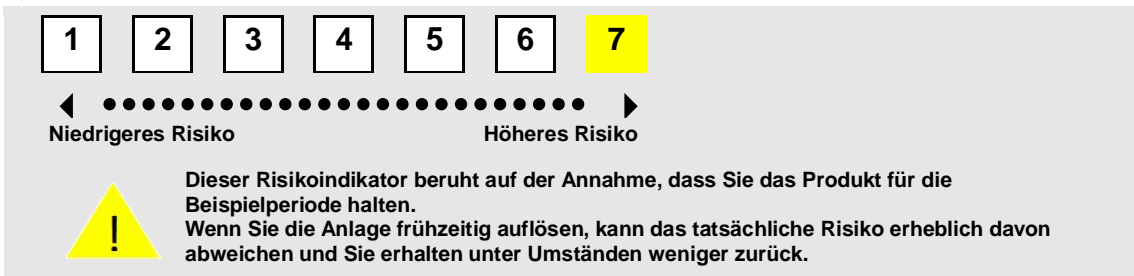 1 2 3 4 5 6 7
Niedrigeres Risiko Höheres Risiko
Dieser Risikoindikator beruht auf der Annahme, dass Sie das Produkt für die
Beispielperiode halten.
Wenn Sie die Anlage frühzeitig auflösen, kann das tatsächliche Risiko erheblich davon
abweichen und Sie erhalten unter Umständen weniger zurück.
!